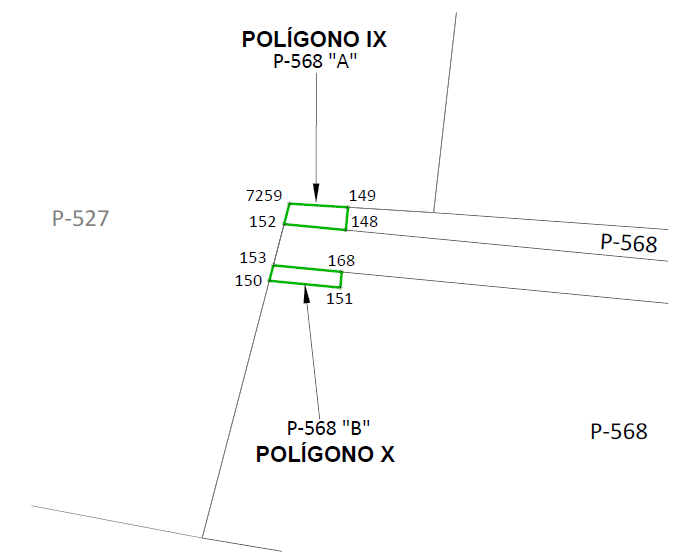 POLÍGONO IX
P-568 "A"
7259
149
P-527
152
148
P-568
153
168
150
151
P-568 "B"
P-568
POLÍGONO X